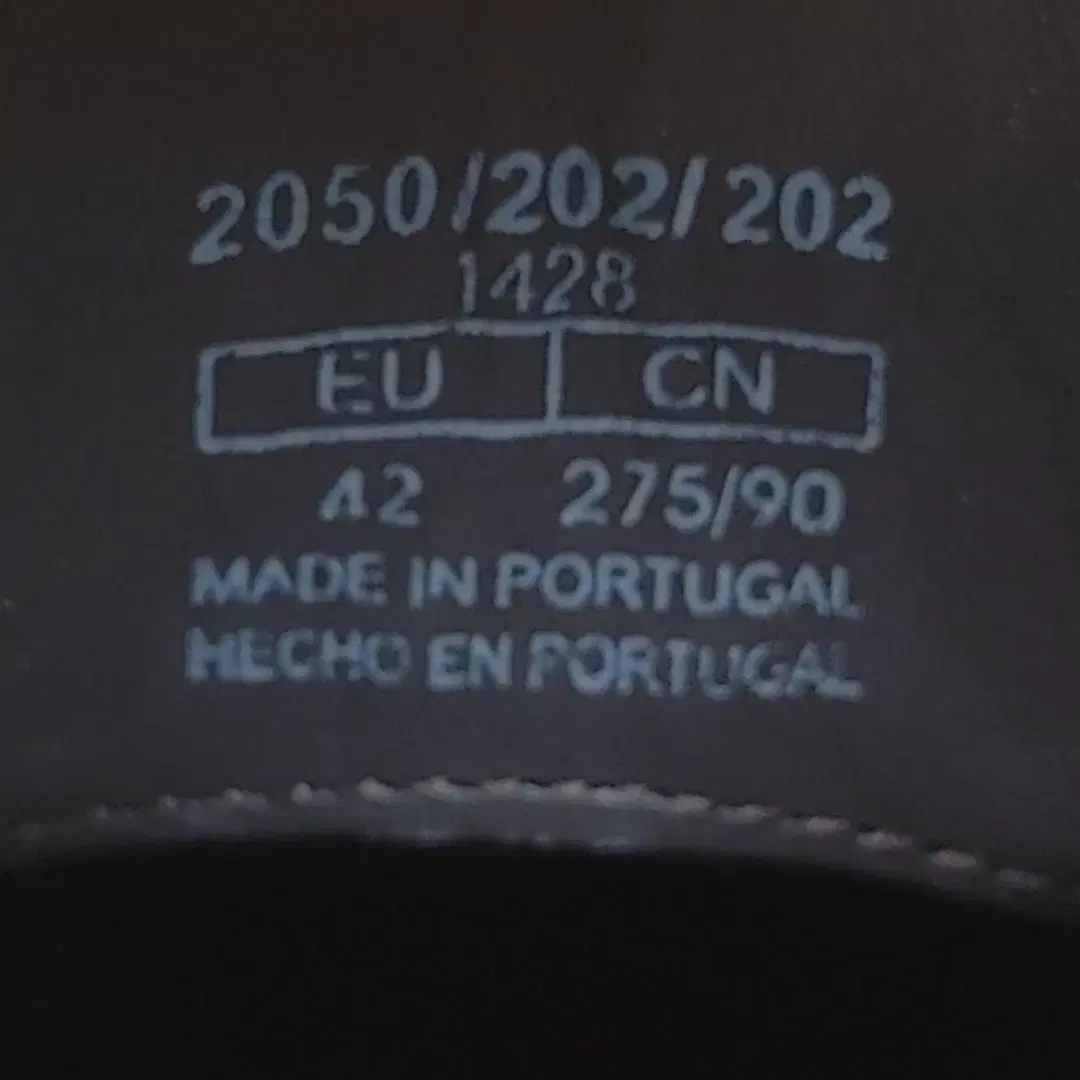 2050/202/202
1428
EU CN
42 275/90
MADE IN PORTUGAL
HECHO EN PORTUGAL